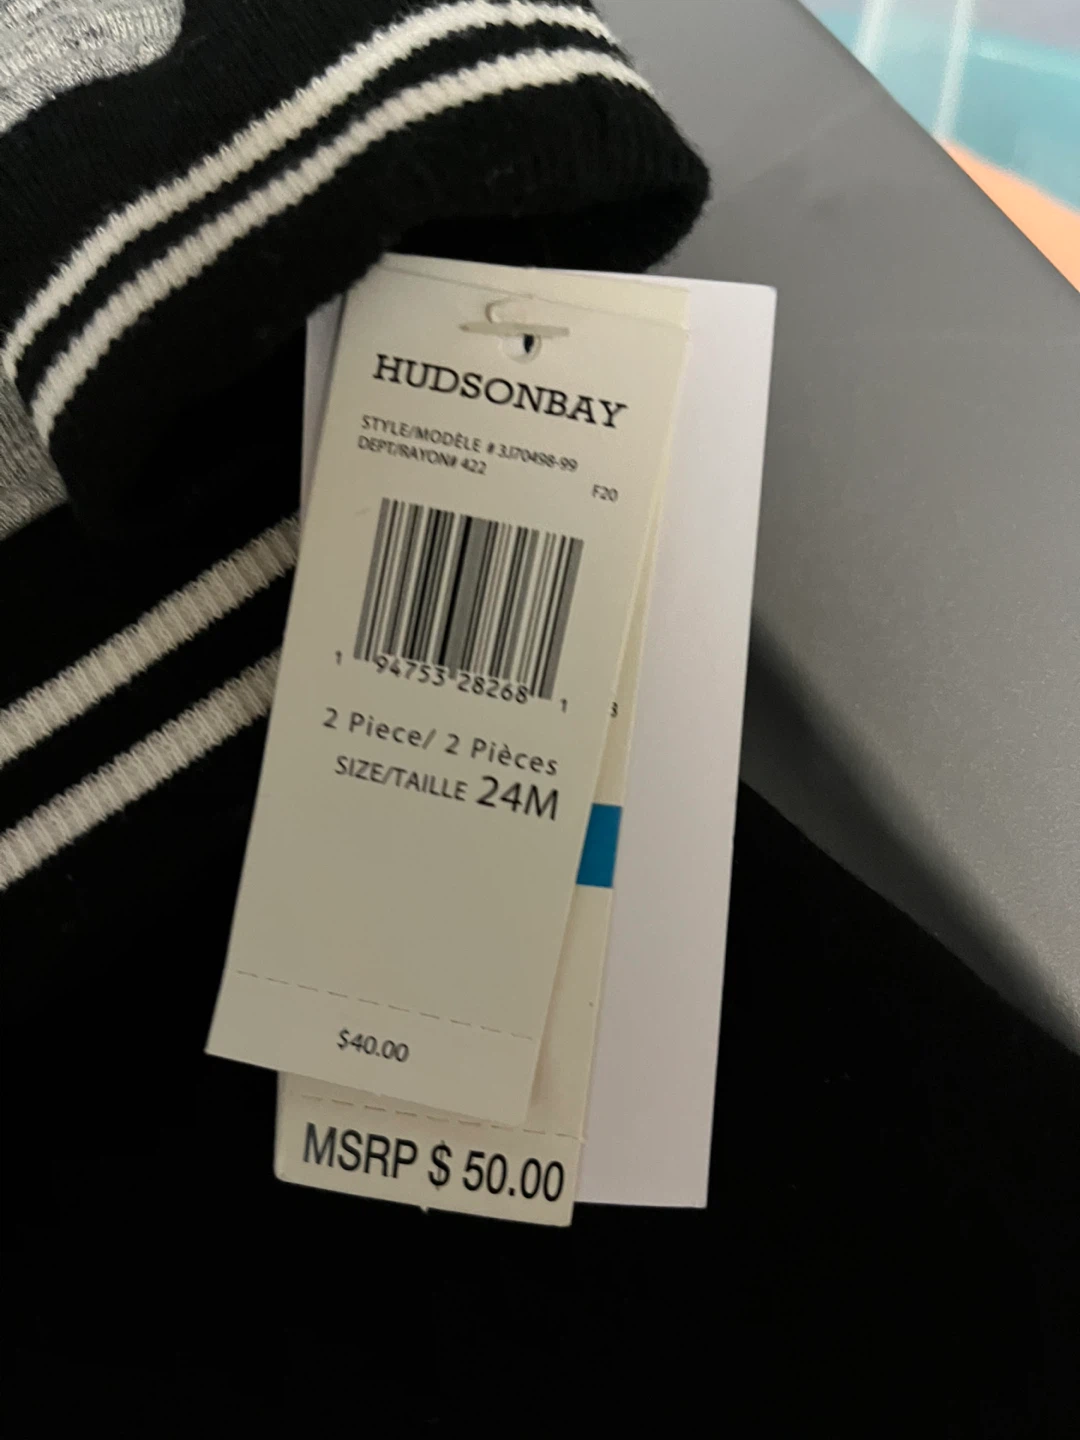 HUDSONBAY
STYLE/MODÈLE # 3J70498-99
DEPT/RAYON# 422
F20
1 94753 28268 1
3
2 Piece/ 2 Pièces
SIZE/TAILLE 24M
$40.00
MSRP $ 50.00